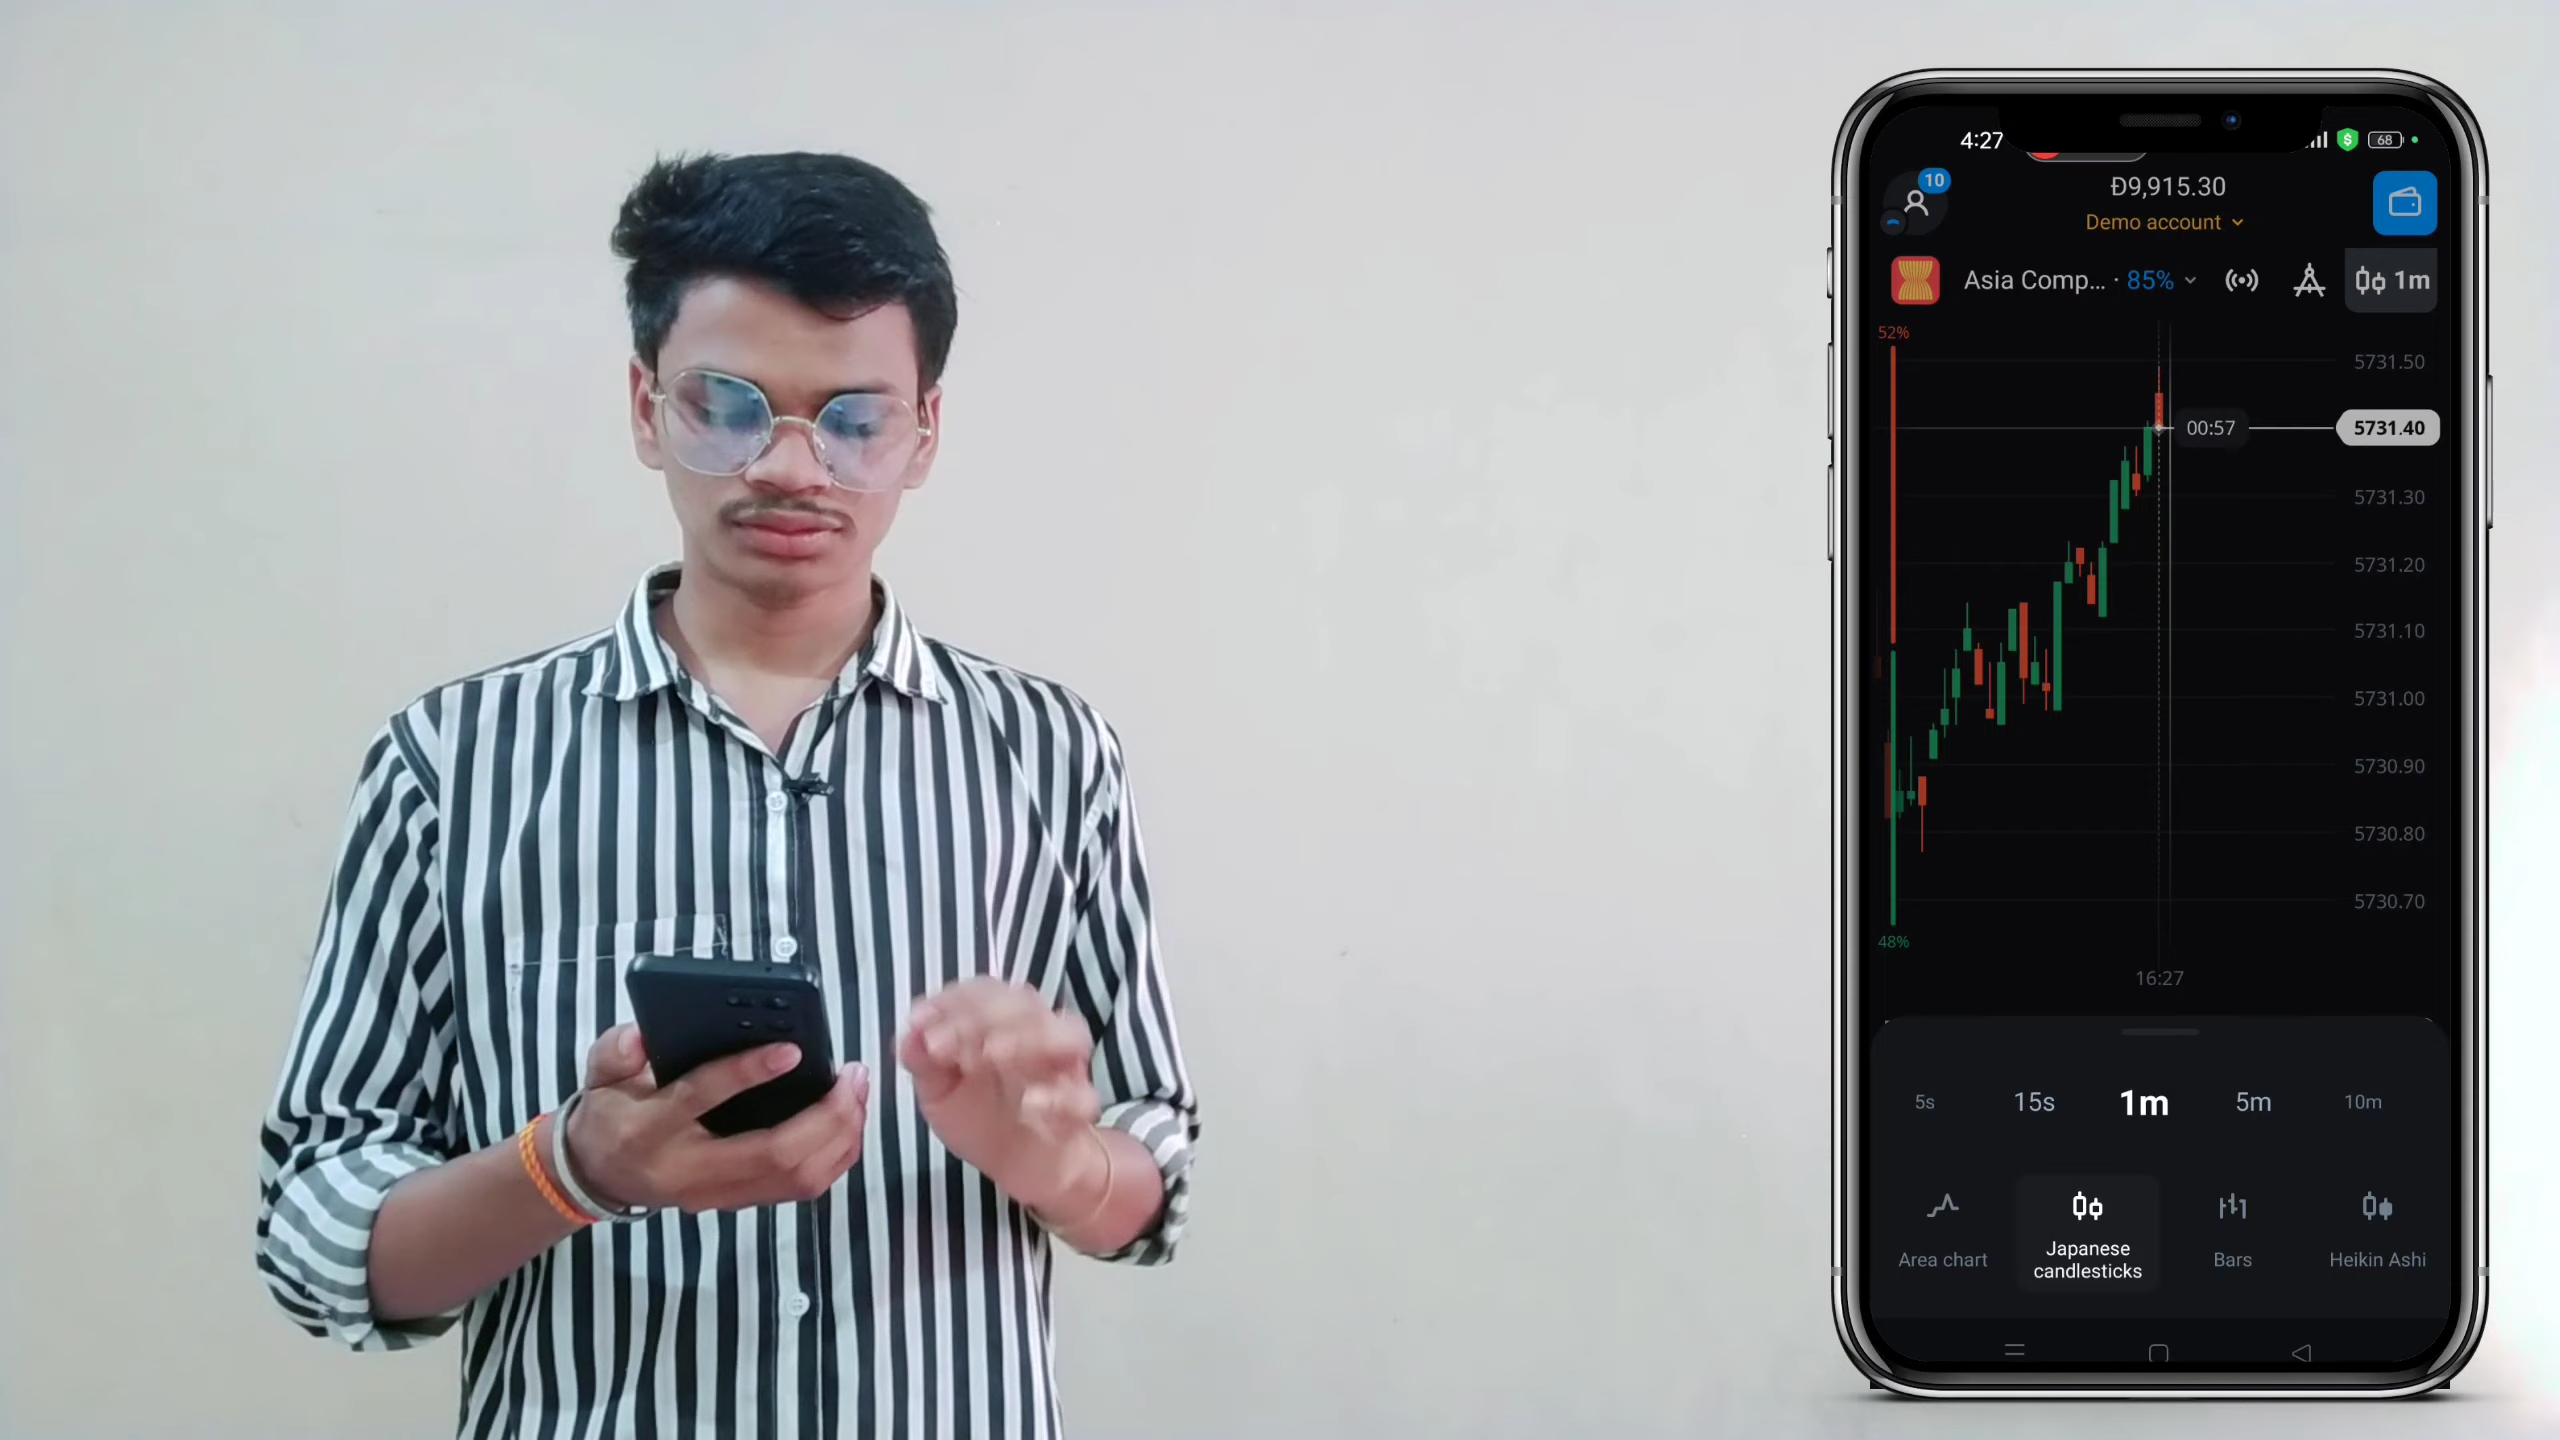 4:27
68
10
Đ9,915.30
Demo account
Asia Comp... · 85%
1m
52%
5731.50
00:57
5731.40
5731.30
5731.20
5731.10
5731.00
5730.90
5730.80
5730.70
48%
16:27
5s 15s 1m 5m 10m
Area chart
Japanese
candlesticks
Bars
Heikin Ashi